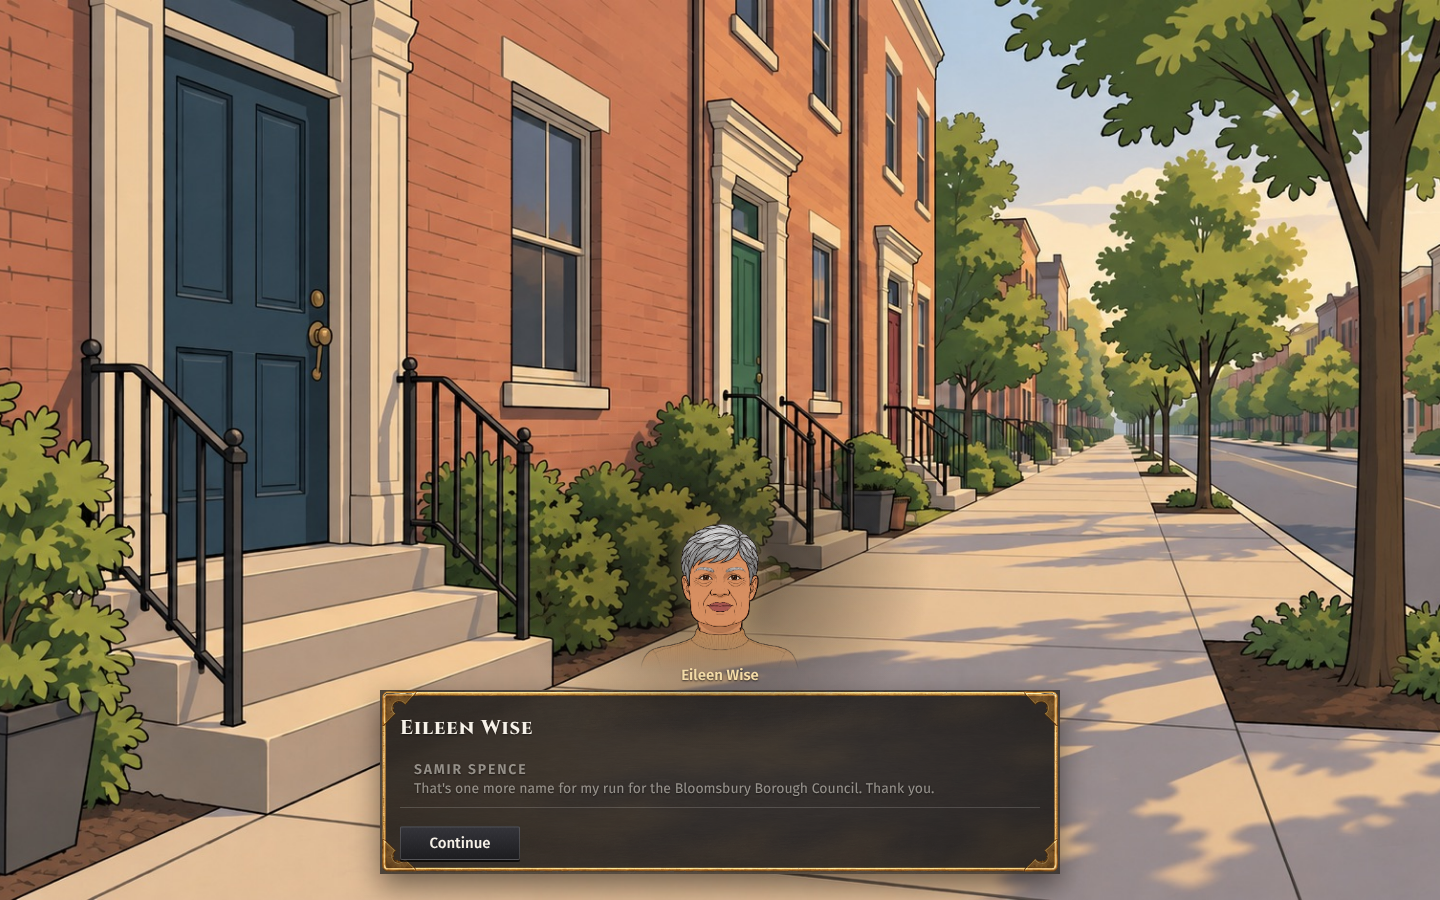 Eileen Wise
Eileen Wise
SAMIR SPENCE
That's one more name for my run for the Bloomsbury Borough Council. Thank you.
Continue